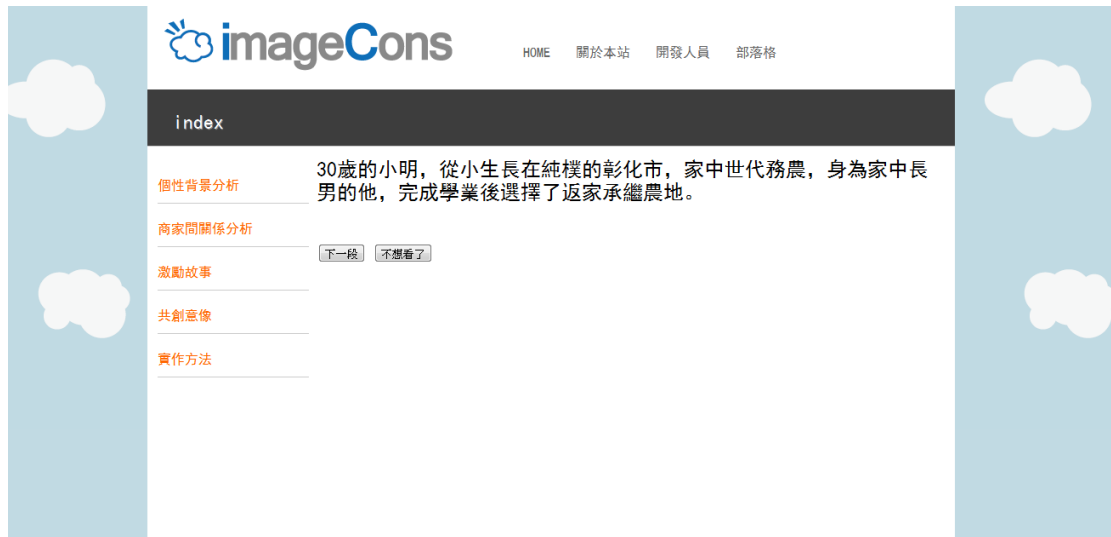 imageCons
HOME 關於本站 開發人員 部落格
index
個性背景分析
商家間關係分析
激勵故事
共創意像
實作方法
30歲的小明，從小生長在純樸的彰化市，家中世代務農，身為家中長
男的他，完成學業後選擇了返家承繼農地。
下一段 不想看了